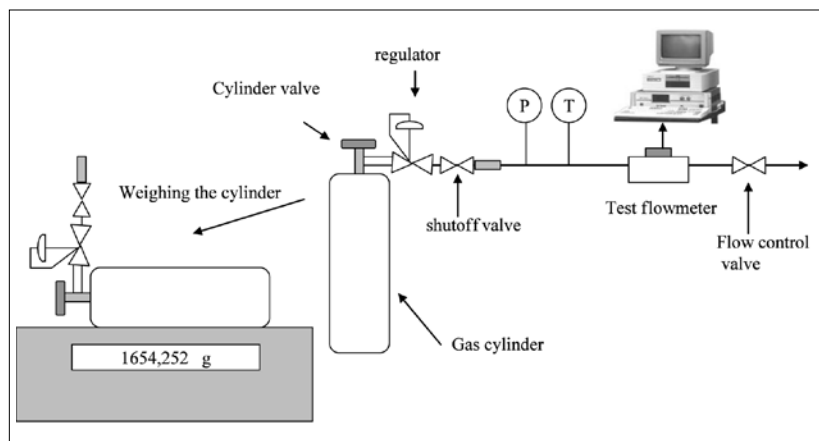 regulator
Cylinder valve
P
T
Weighing the cylinder
shutoff valve
Test flowmeter
Flow control
valve
Gas cylinder
1654,252 g